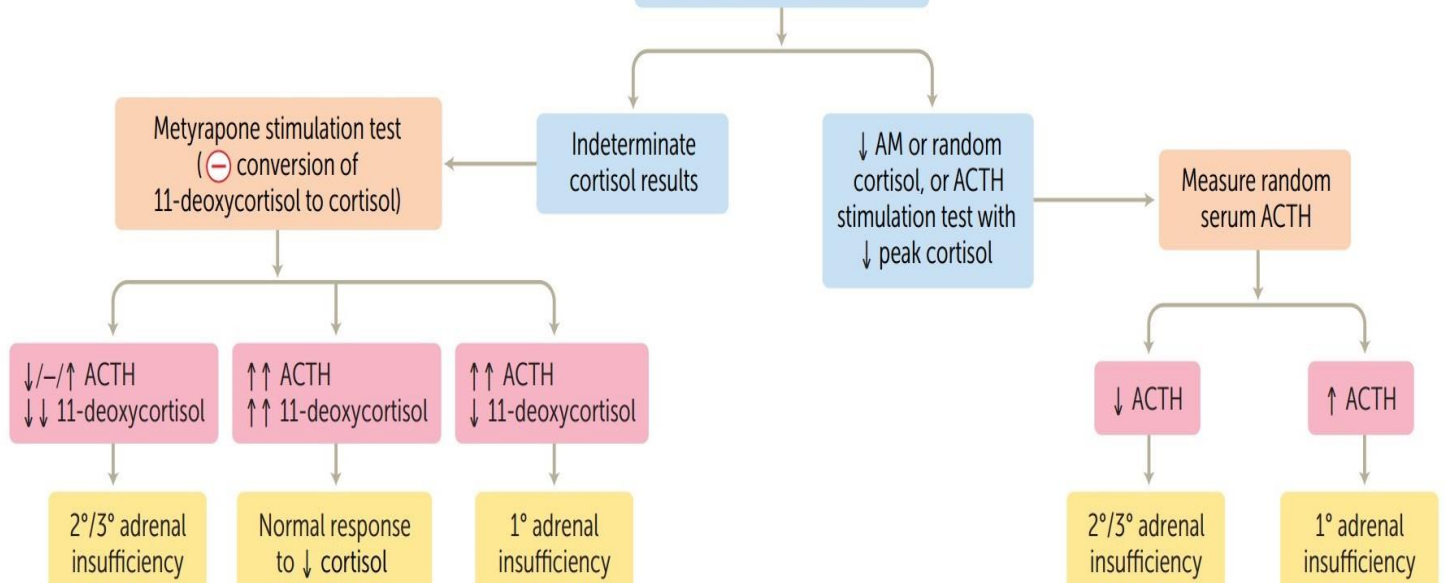 Metyrapone stimulation test
(⊖ conversion of
11-deoxycortisol to cortisol)
Indeterminate
cortisol results
↓ AM or random
cortisol, or ACTH
stimulation test with
↓ peak cortisol
Measure random
serum ACTH
↓/–/↑ ACTH
↓↓ 11-deoxycortisol
↑↑ ACTH
↑↑ 11-deoxycortisol
↑↑ ACTH
↓ 11-deoxycortisol
↓ ACTH
↑ ACTH
2°/3° adrenal
insufficiency
Normal response
to ↓ cortisol
1° adrenal
insufficiency
2°/3° adrenal
insufficiency
1° adrenal
insufficiency